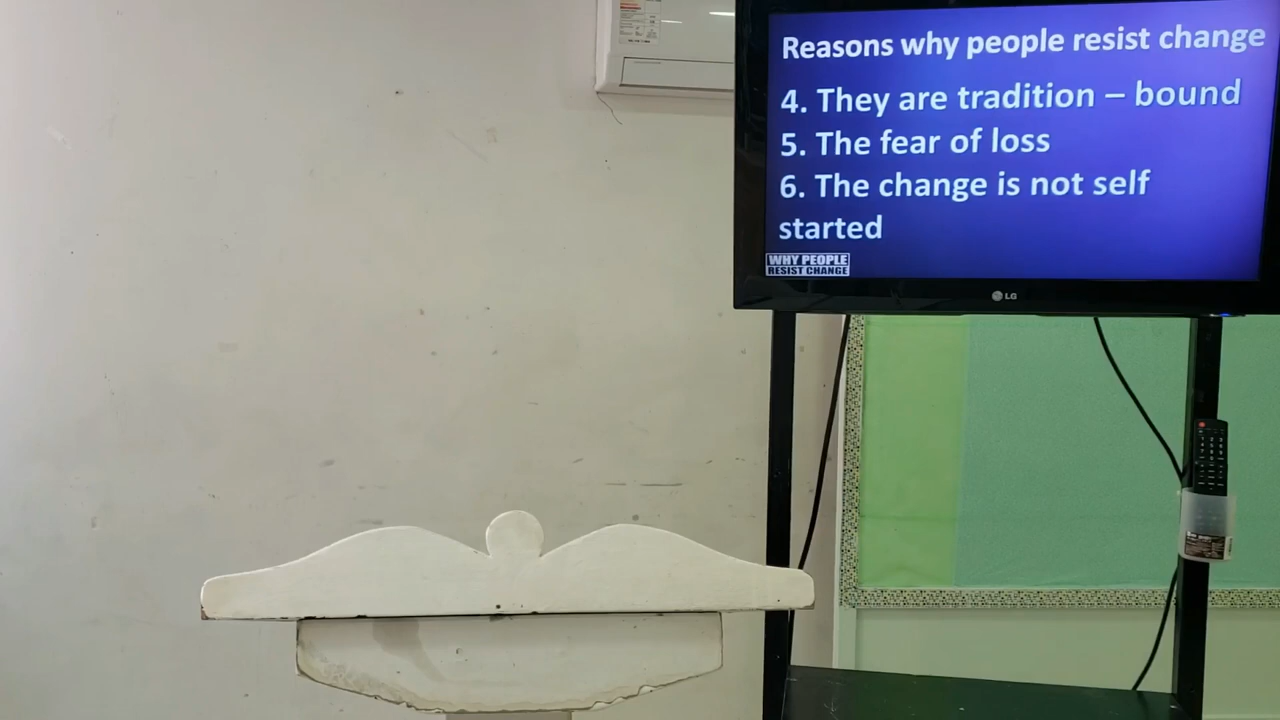 Reasons why people resist change
4. They are tradition – bound
5. The fear of loss
6. The change is not self
started
WHY PEOPLE
RESIST CHANGE
LG